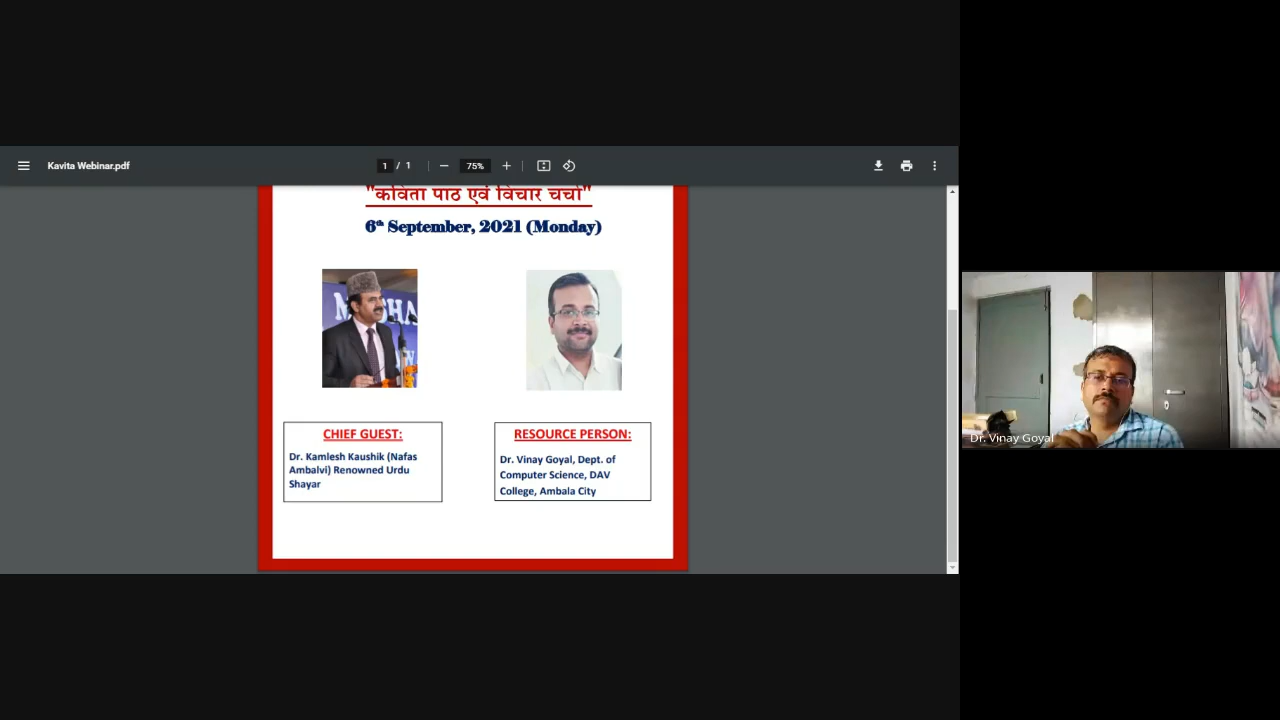 Kavita Webinar.pdf
1 / 1
75%
"कविता पाठ एवं विचार चर्चा"
6th September, 2021 (Monday)
CHIEF GUEST:
Dr. Kamlesh Kaushik (Nafas
Ambalvi) Renowned Urdu
Shayar
RESOURCE PERSON:
Dr. Vinay Goyal, Dept. of
Computer Science, DAV
College, Ambala City
Dr. Vinay Goyal